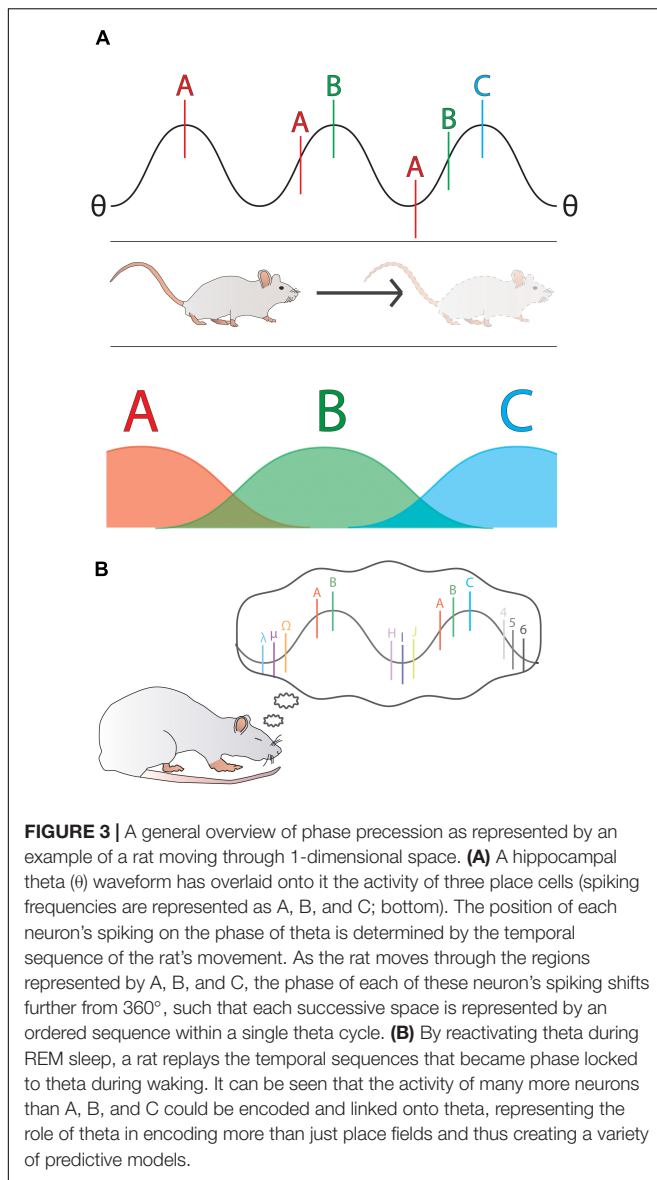 A
A
A
B
A
B
C
θ
θ
A
B
C
B
λ
μ
Ω
A
B
H
I
J
A
B
C
4
5
6
FIGURE 3 | A general overview of phase precession as represented by an
example of a rat moving through 1-dimensional space. (A) A hippocampal
theta (θ) waveform has overlaid onto it the activity of three place cells (spiking
frequencies are represented as A, B, and C; bottom). The position of each
neuron's spiking on the phase of theta is determined by the temporal
sequence of the rat's movement. As the rat moves through the regions
represented by A, B, and C, the phase of each of these neuron's spiking shifts
further from 360°, such that each successive space is represented by an
ordered sequence within a single theta cycle. (B) By reactivating theta during
REM sleep, a rat replays the temporal sequences that became phase locked
to theta during waking. It can be seen that the activity of many more neurons
than A, B, and C could be encoded and linked onto theta, representing the
role of theta in encoding more than just place fields and thus creating a variety
of predictive models.